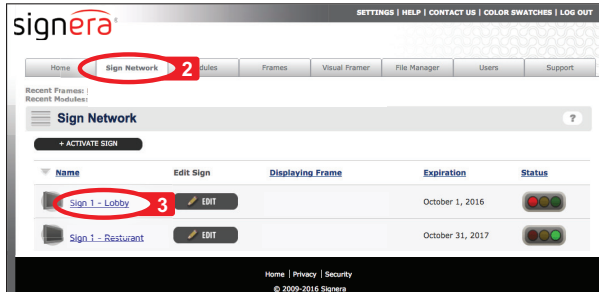 signera
SETTINGS | HELP | CONTACT US | COLOR SWATCHES | LOG OUT
Home Sign Network 2 dules Frames Visual Framer File Manager Users Support
Recent Frames: |
Recent Modules:
Sign Network ?
+ ACTIVATE SIGN
Name Edit Sign Displaying Frame Expiration Status
Sign 1 - Lobby 3 EDIT October 1, 2016
Sign 1 - Resturant EDIT October 31, 2017
Home | Privacy | Security
© 2009-2016 Signera